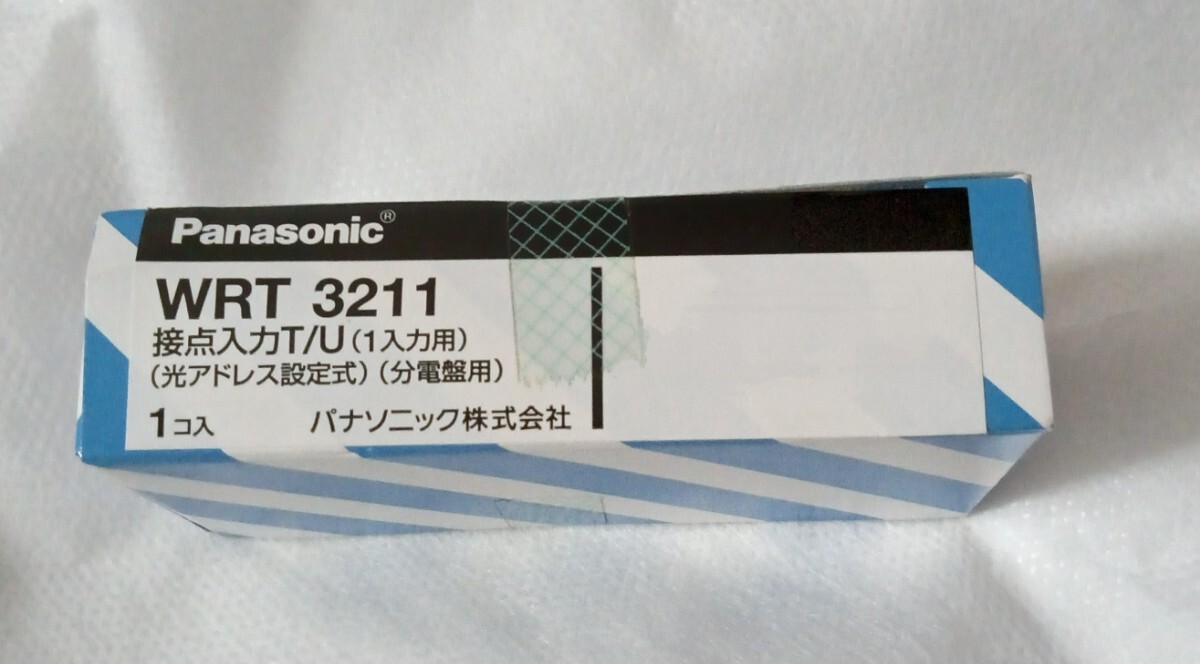 Panasonic®
WRT 3211
接点入力T/U(1入力用)
(光アドレス設定式)(分電盤用)
1コ入 パナソニック株式会社